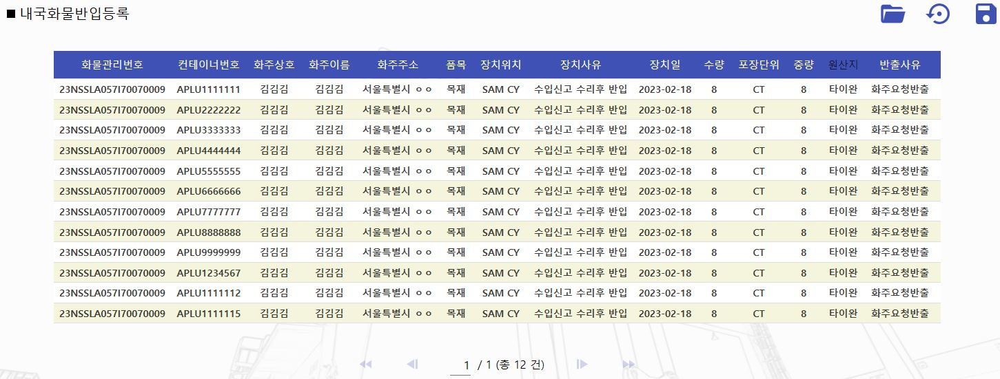 ■ 내국화물반입등록
화물관리번호 컨테이너번호 화주상호 화주이름 화주주소 품목 장치위치 장치사유 장치일 수량 포장단위 중량 원산지 반출사유
23NSSLA057I70070009 APLU1111111 김김김 김김김 서울특별시 ㅇㅇ 목재 SAM CY 수입신고 수리후 반입 2023-02-18 8 CT 8 타이완 화주요청반출
23NSSLA057I70070009 APLU2222222 김김김 김김김 서울특별시 ㅇㅇ 목재 SAM CY 수입신고 수리후 반입 2023-02-18 8 CT 8 타이완 화주요청반출
23NSSLA057I70070009 APLU3333333 김김김 김김김 서울특별시 ㅇㅇ 목재 SAM CY 수입신고 수리후 반입 2023-02-18 8 CT 8 타이완 화주요청반출
23NSSLA057I70070009 APLU4444444 김김김 김김김 서울특별시 ㅇㅇ 목재 SAM CY 수입신고 수리후 반입 2023-02-18 8 CT 8 타이완 화주요청반출
23NSSLA057I70070009 APLU5555555 김김김 김김김 서울특별시 ㅇㅇ 목재 SAM CY 수입신고 수리후 반입 2023-02-18 8 CT 8 타이완 화주요청반출
23NSSLA057I70070009 APLU6666666 김김김 김김김 서울특별시 ㅇㅇ 목재 SAM CY 수입신고 수리후 반입 2023-02-18 8 CT 8 타이완 화주요청반출
23NSSLA057I70070009 APLU7777777 김김김 김김김 서울특별시 ㅇㅇ 목재 SAM CY 수입신고 수리후 반입 2023-02-18 8 CT 8 타이완 화주요청반출
23NSSLA057I70070009 APLU8888888 김김김 김김김 서울특별시 ㅇㅇ 목재 SAM CY 수입신고 수리후 반입 2023-02-18 8 CT 8 타이완 화주요청반출
23NSSLA057I70070009 APLU9999999 김김김 김김김 서울특별시 ㅇㅇ 목재 SAM CY 수입신고 수리후 반입 2023-02-18 8 CT 8 타이완 화주요청반출
23NSSLA057I70070009 APLU1234567 김김김 김김김 서울특별시 ㅇㅇ 목재 SAM CY 수입신고 수리후 반입 2023-02-18 8 CT 8 타이완 화주요청반출
23NSSLA057I70070009 APLU1111112 김김김 김김김 서울특별시 ㅇㅇ 목재 SAM CY 수입신고 수리후 반입 2023-02-18 8 CT 8 타이완 화주요청반출
23NSSLA057I70070009 APLU1111115 김김김 김김김 서울특별시 ㅇㅇ 목재 SAM CY 수입신고 수리후 반입 2023-02-18 8 CT 8 타이완 화주요청반출
1 / 1 (총 12 건)